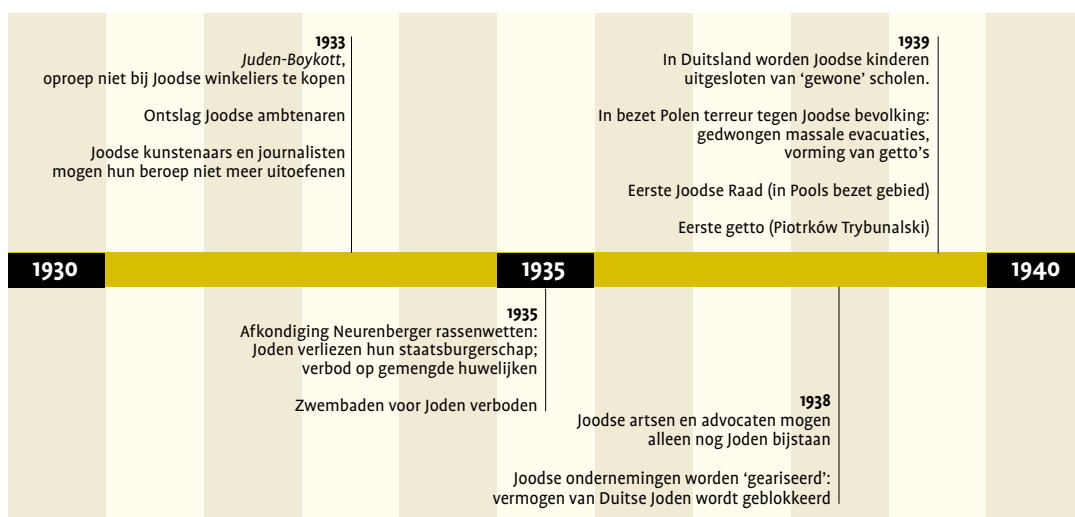 1933
Juden-Boykott,
oproep niet bij Joodse winkeliers te kopen
Ontslag Joodse ambtenaren
Joodse kunstenaars en journalisten
mogen hun beroep niet meer uitoefenen
1939
In Duitsland worden Joodse kinderen
uitgesloten van ‘gewone’ scholen.
In bezet Polen terreur tegen Joodse bevolking:
gedwongen massale evacuaties,
vorming van getto’s
Eerste Joodse Raad (in Pools bezet gebied)
Eerste getto (Piotrków Trybunalski)
1930
1935
1940
1935
Afkondiging Neurenberger rassenwetten:
Joden verliezen hun staatsburgerschap;
verbod op gemengde huwelijken
Zwembaden voor Joden verboden
1938
Joodse artsen en advocaten mogen
alleen nog Joden bijstaan
Joodse ondernemingen worden ‘geariseerd’:
vermogen van Duitse Joden wordt geblokkeerd